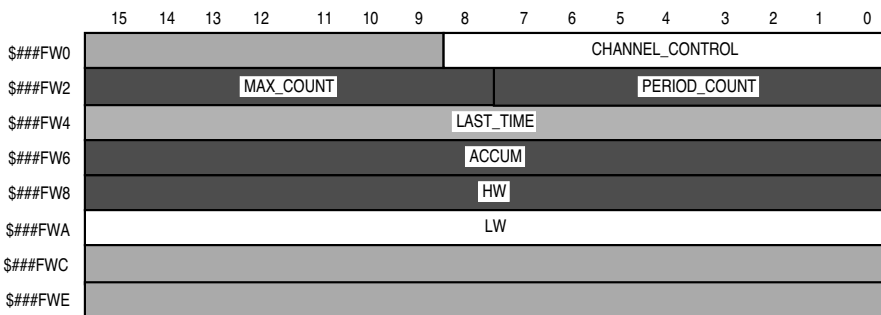 15 14 13 12 11 10 9 8 7 6 5 4 3 2 1 0
$###FW0 CHANNEL_CONTROL
$###FW2 MAX_COUNT PERIOD_COUNT
$###FW4 LAST_TIME
$###FW6 ACCUM
$###FW8 HW
$###FWA LW
$###FWC
$###FWE